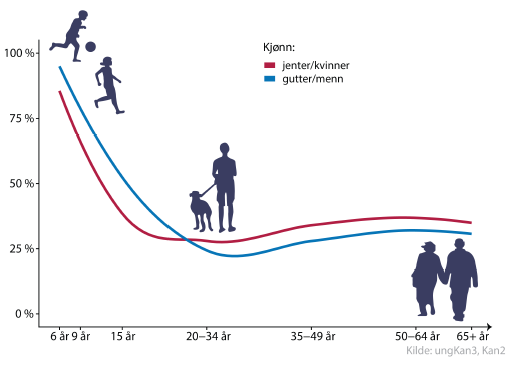 Kjønn:
jenter/kvinner
gutter/menn
100 %
75 %
50 %
25 %
0 %
6 år 9 år 15 år 20–34 år 35–49 år 50–64 år 65+ år
Kilde: ungKan3, Kan2